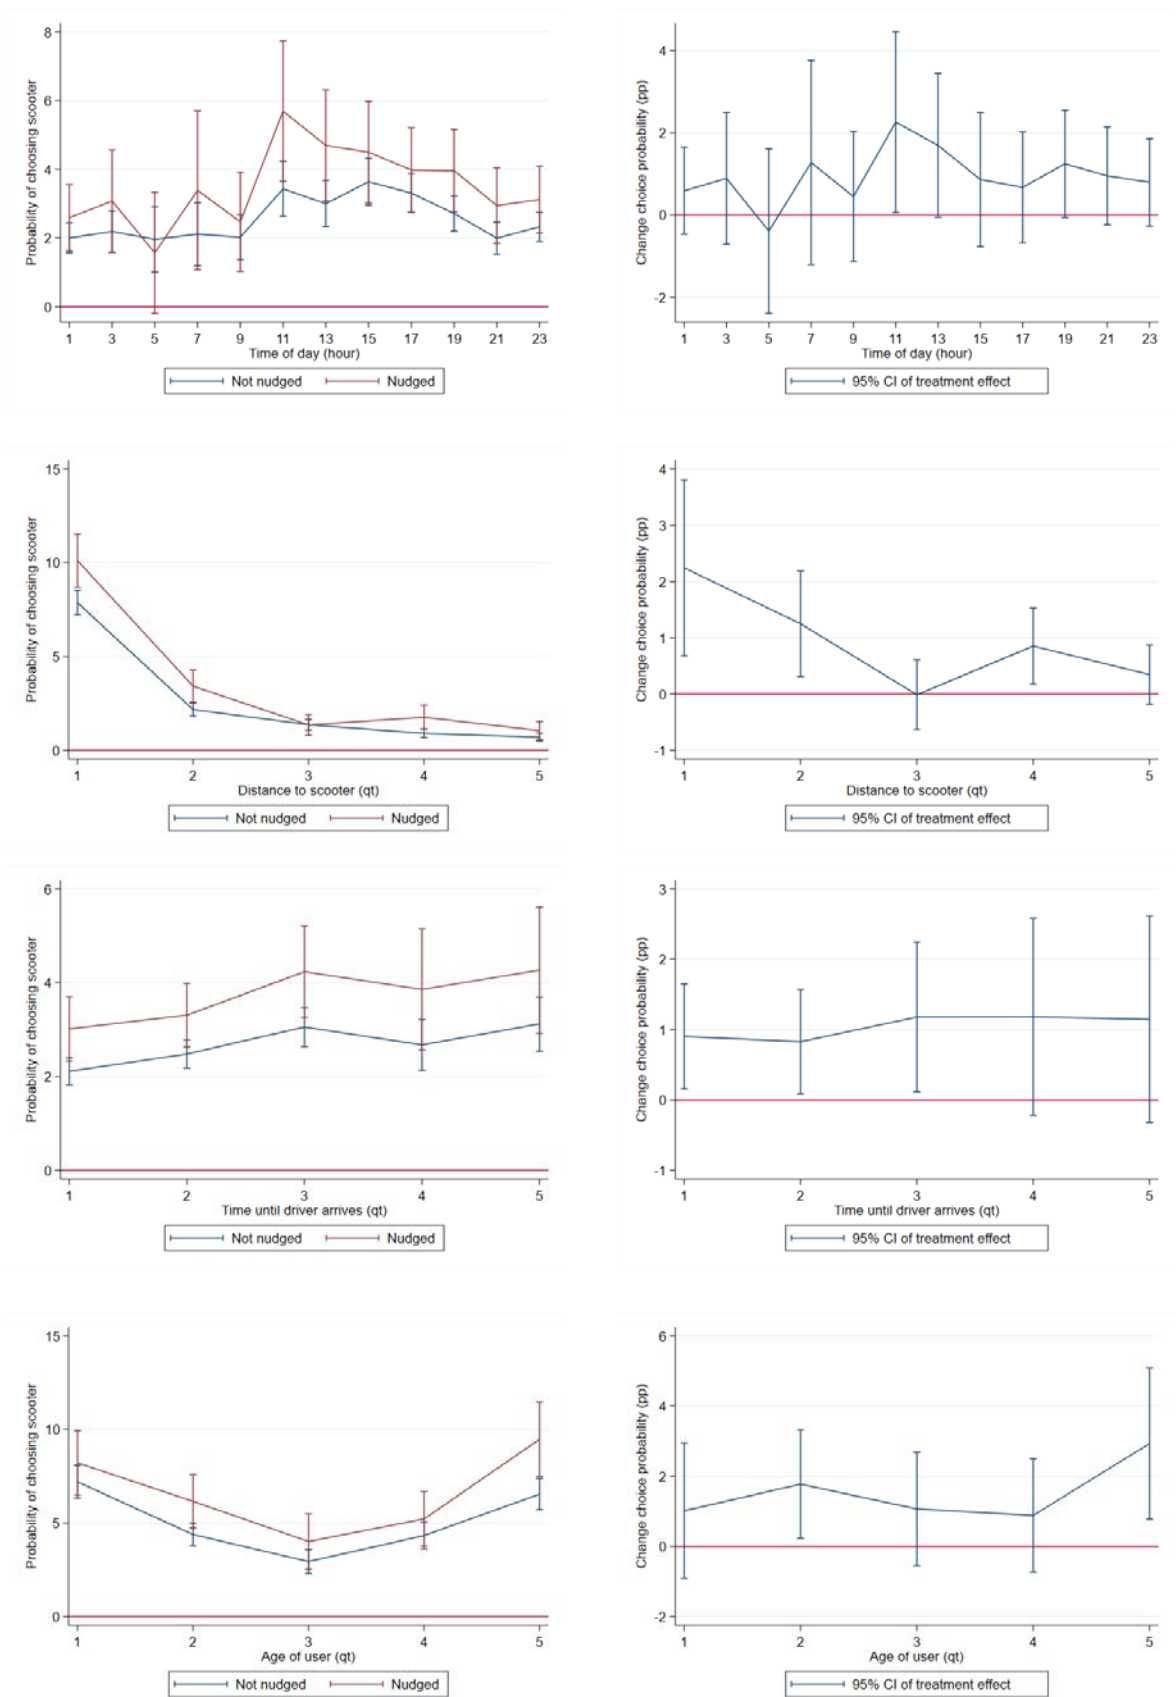 Probability of choosing scooter
8
6
4
2
0
1 3 5 7 9 11 13 15 17 19 21 23
Time of day (hour)
Not nudged Nudged
Change choice probability (pp)
4
2
0
-2
1 3 5 7 9 11 13 15 17 19 21 23
Time of day (hour)
95% CI of treatment effect
Probability of choosing scooter
15
10
5
0
1 2 3 4 5
Distance to scooter (qt)
Not nudged Nudged
Change choice probability (pp)
4
3
2
1
0
-1
1 2 3 4 5
Distance to scooter (qt)
95% CI of treatment effect
Probability of choosing scooter
6
4
2
0
1 2 3 4 5
Time until driver arrives (qt)
Not nudged Nudged
Change choice probability (pp)
3
2
1
0
-1
1 2 3 4 5
Time until driver arrives (qt)
95% CI of treatment effect
Probability of choosing scooter
15
10
5
0
1 2 3 4 5
Age of user (qt)
Not nudged Nudged
Change choice probability (pp)
6
4
2
0
-2
1 2 3 4 5
Age of user (qt)
95% CI of treatment effect